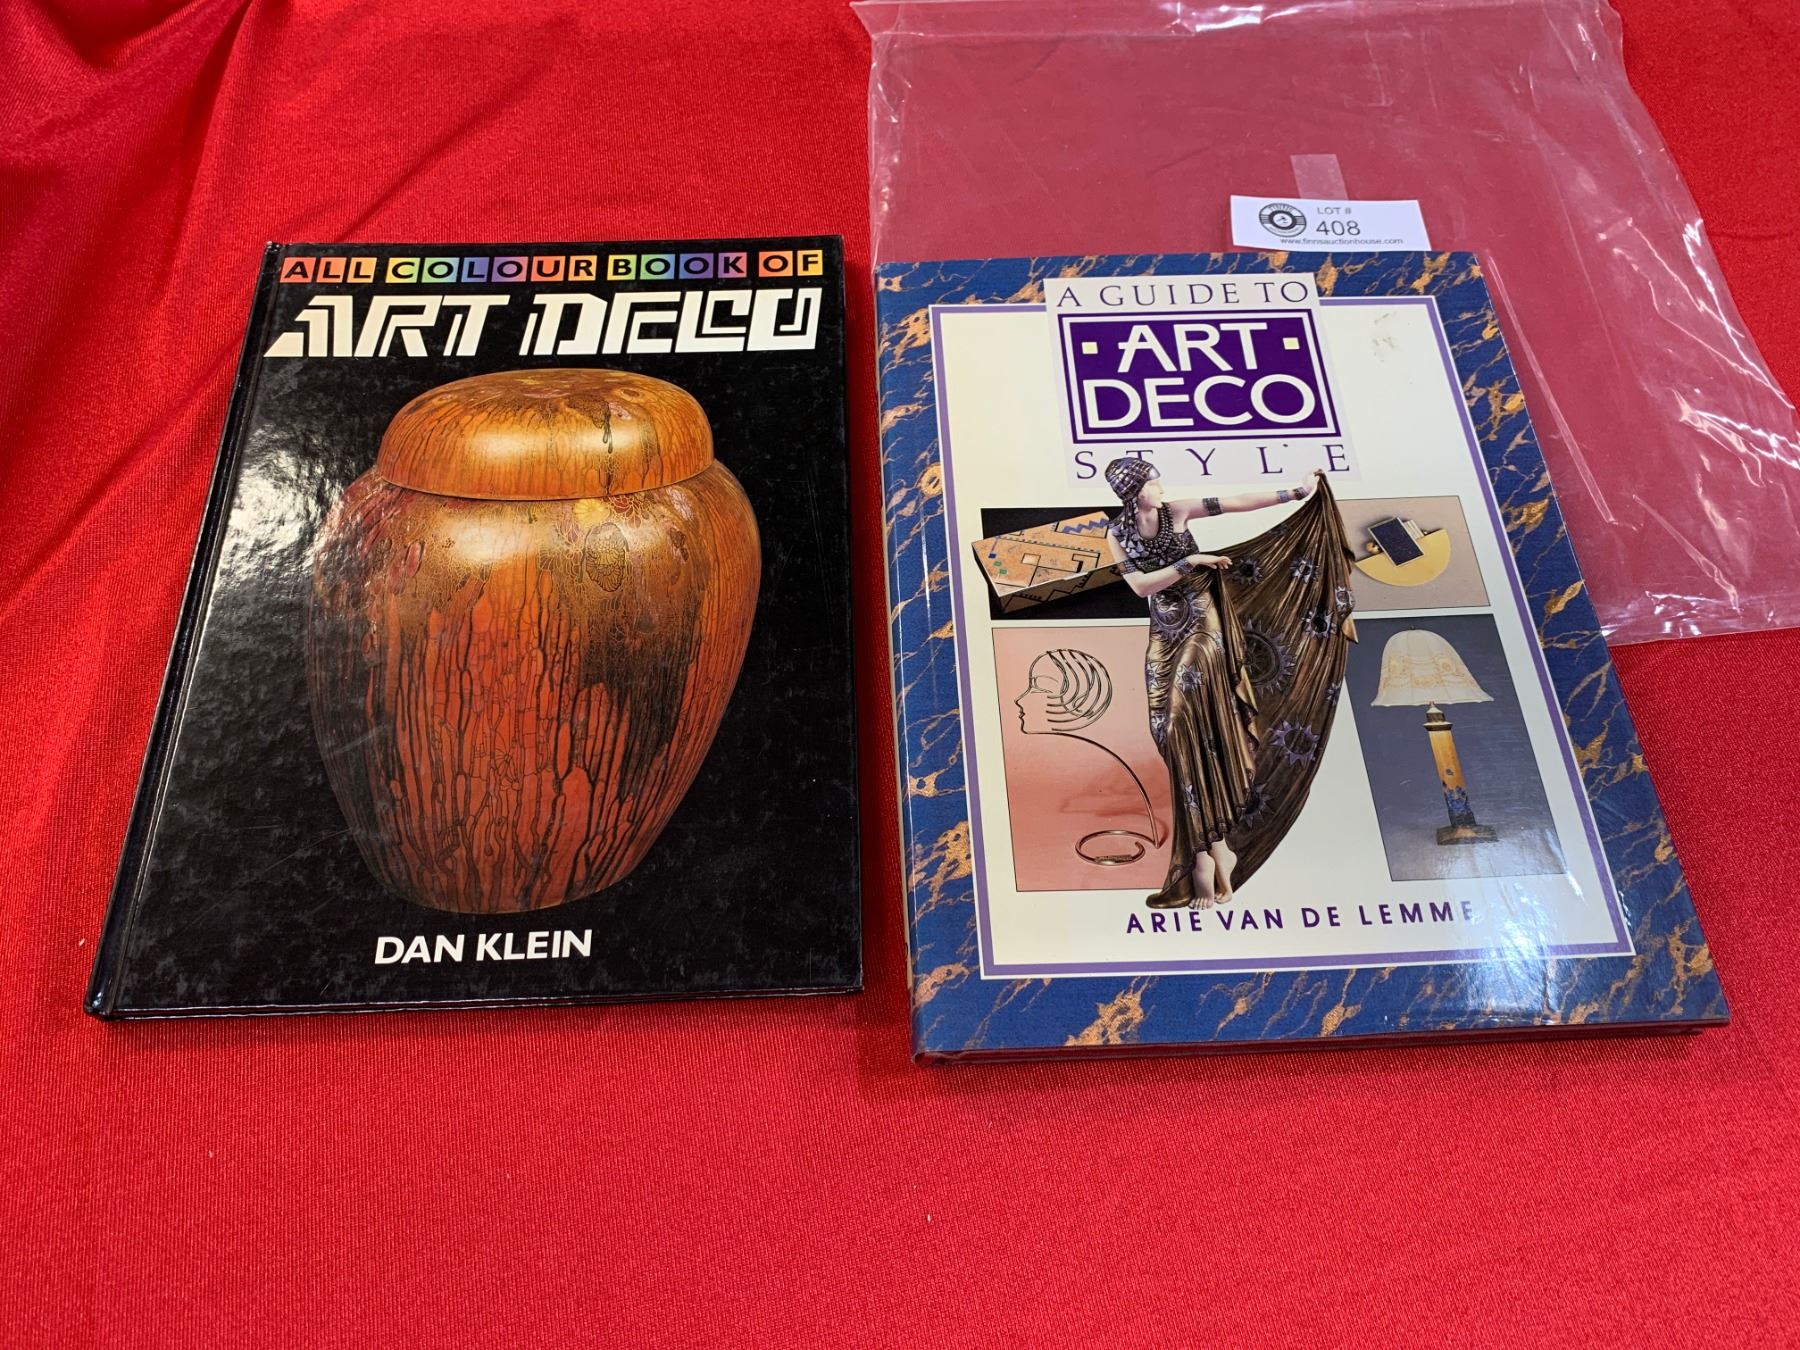 ALL COLOUR BOOK OF
ART DECO
DAN KLEIN
LOT #
408
www.finnsauctionhouse.com
A GUIDE TO
ART
DECO
STYLE
ARIE VAN DE LEMME